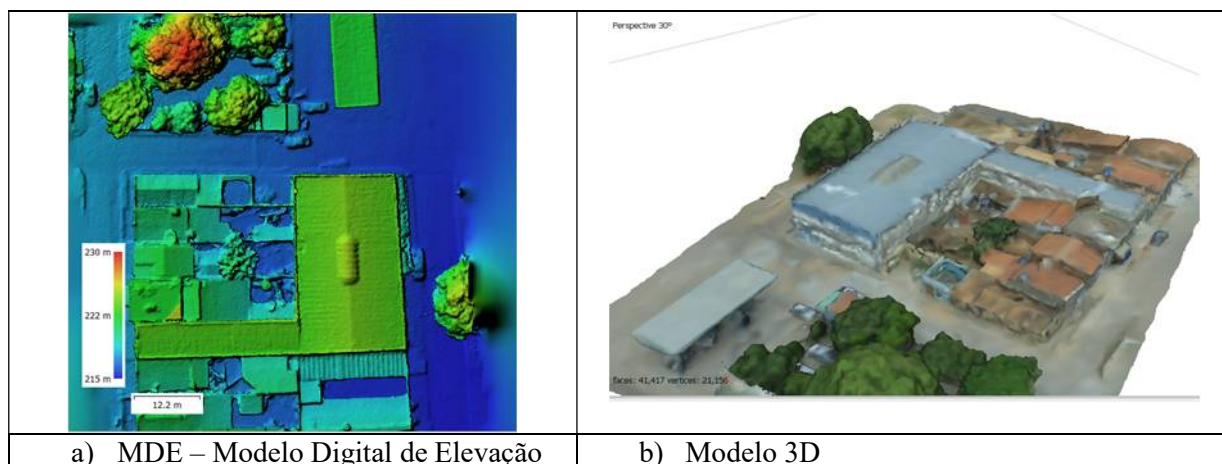 230 m
222 m
215 m
12.2 m
Perspective 30º
faces: 41,417 vertices: 21,156
a) MDE – Modelo Digital de Elevação
b) Modelo 3D